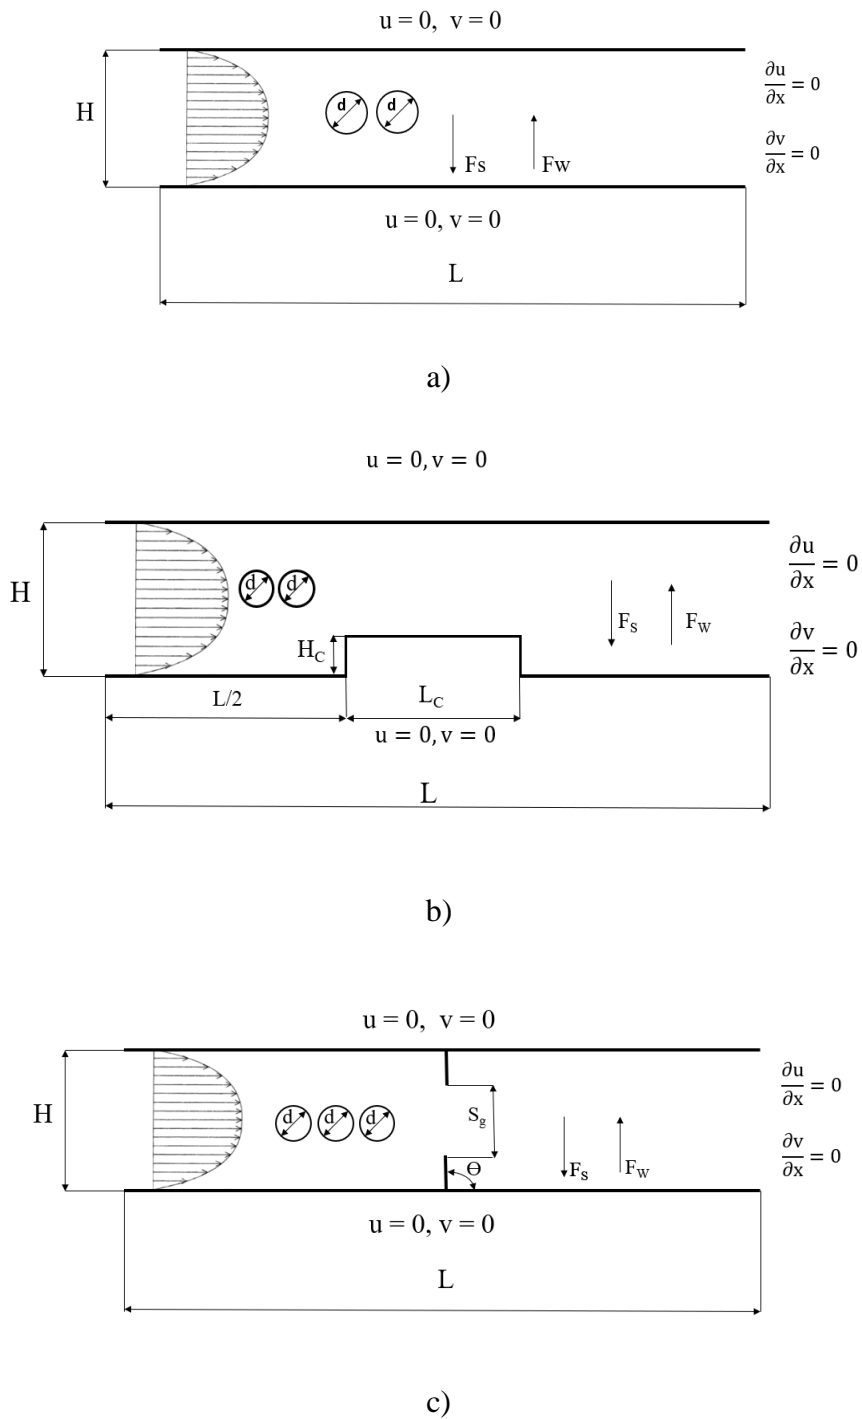 u = 0, v = 0
H
d d
∂u/∂x = 0
∂v/∂x = 0
Fs Fw
u = 0, v = 0
L
a)
u = 0, v = 0
H
d d
∂u/∂x = 0
F_S F_W
∂v/∂x = 0
H_C
L/2 L_C
u = 0, v = 0
L
b)
u = 0, v = 0
H
d d d
S_g
∂u/∂x = 0
∂v/∂x = 0
Θ
F_S F_W
u = 0, v = 0
L
c)